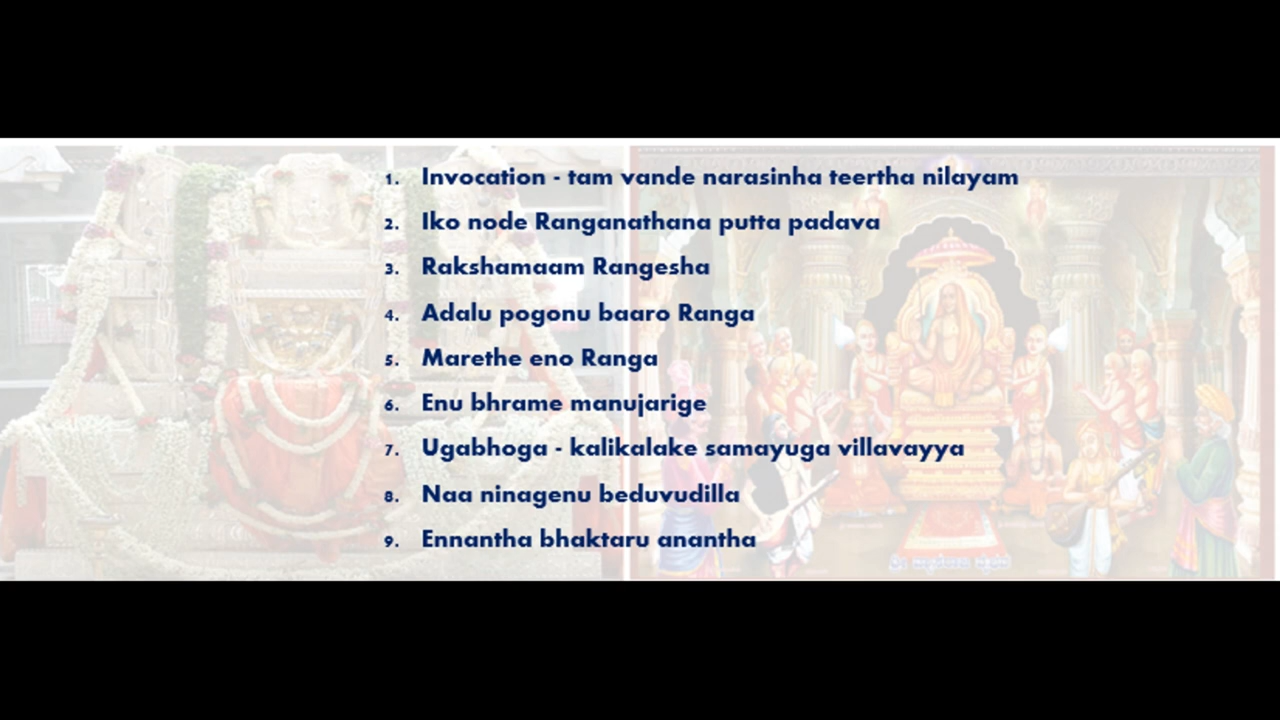 1. Invocation - tam vande narasinha teertha nilayam
2. Iko node Ranganathana putta padava
3. Rakshamaam Rangesha
4. Adalu pogonu baaro Ranga
5. Marethe eno Ranga
6. Enu bhrame manujarige
7. Ugabhoga - kalikalake samayuga villavayya
8. Naa ninagenu beduvudilla
9. Ennantha bhaktaru anantha